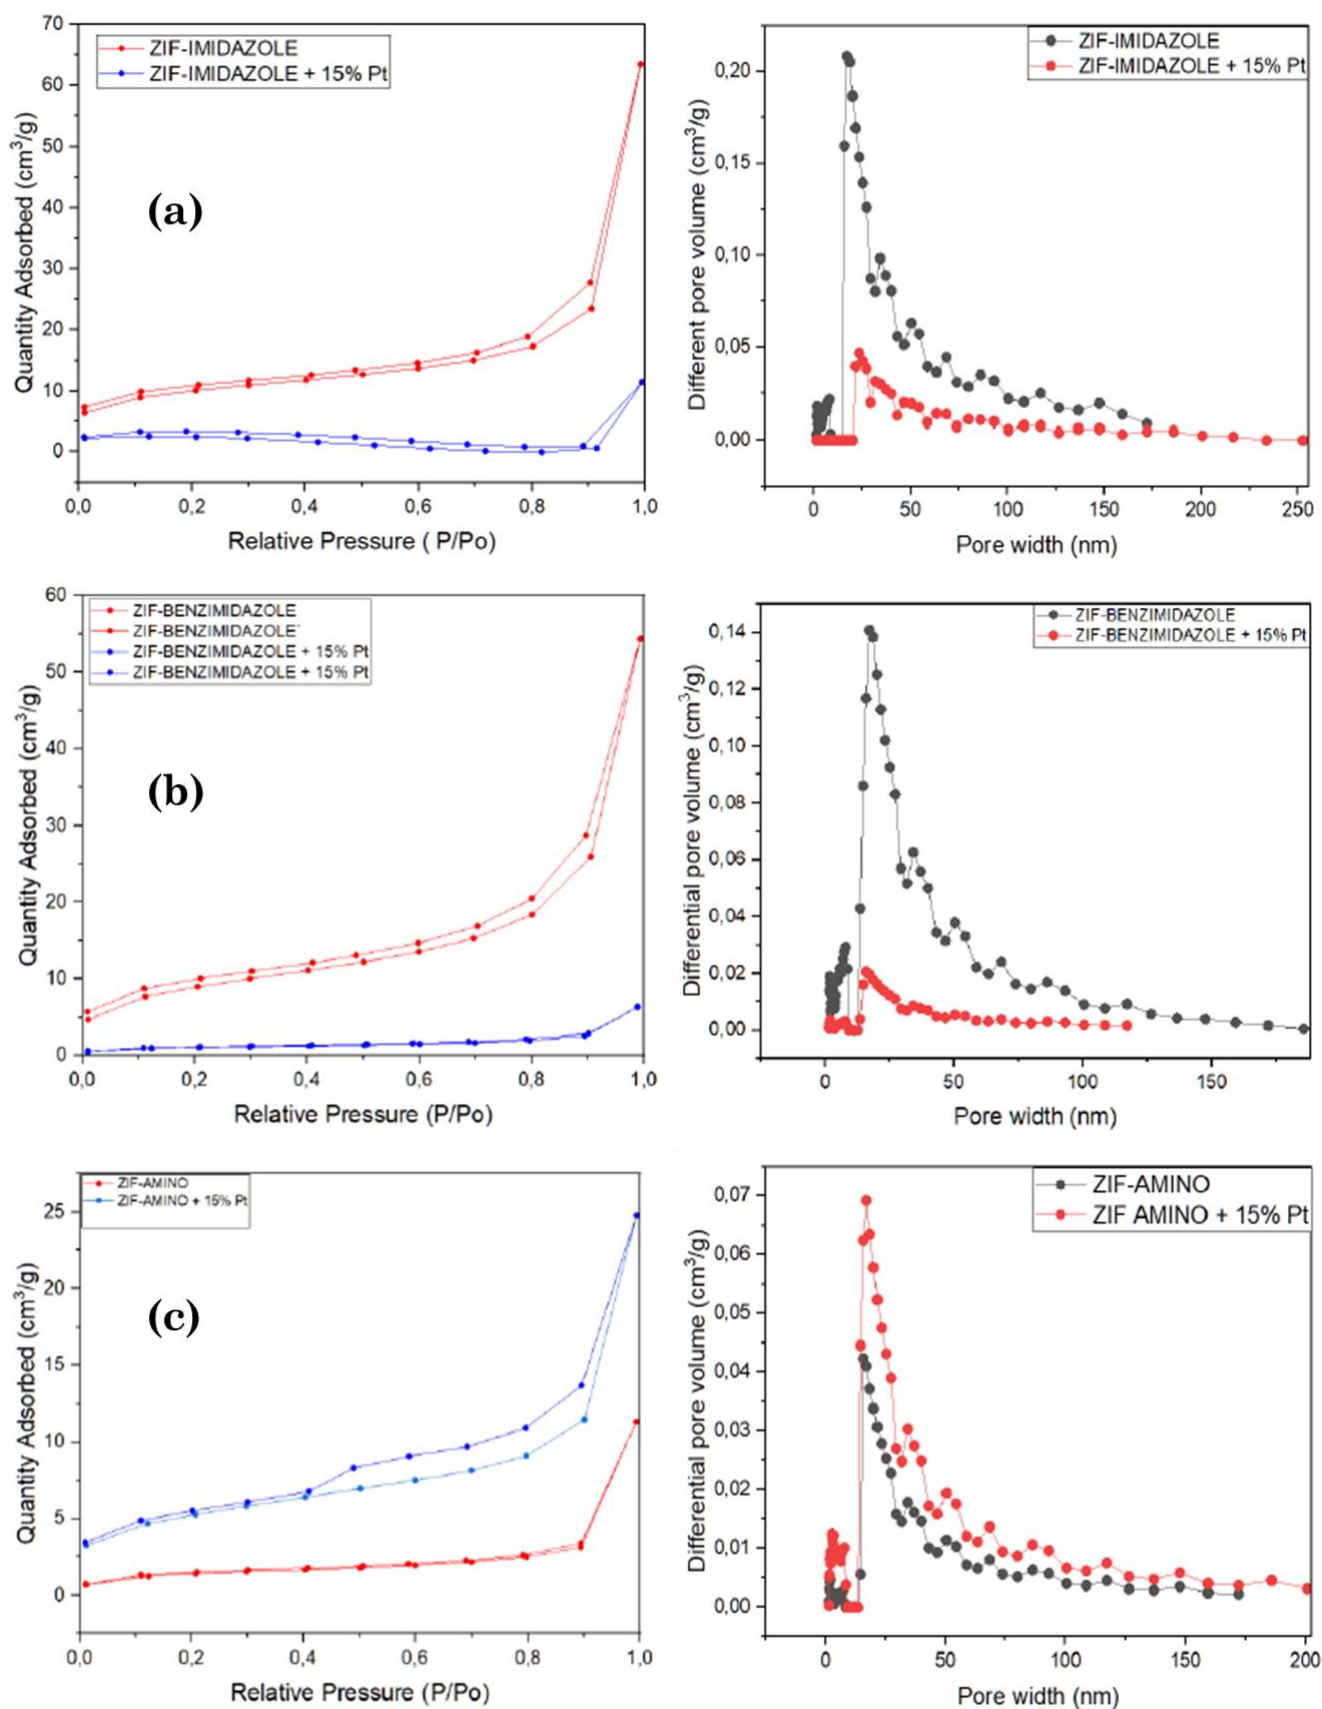 70
60
50
40
30
20
10
0
Quantity Adsorbed (cm³/g)
ZIF-IMIDAZOLE
ZIF-IMIDAZOLE + 15% Pt
(a)
0,0 0,2 0,4 0,6 0,8 1,0
Relative Pressure ( P/Po)
0,20
0,15
0,10
0,05
0,00
Different pore volume (cm³/g)
ZIF-IMIDAZOLE
ZIF-IMIDAZOLE + 15% Pt
0 50 100 150 200 250
Pore width (nm)
60
50
40
30
20
10
0
Quantity Adsorbed (cm³/g)
ZIF-BENZIMIDAZOLE
ZIF-BENZIMIDAZOLE
ZIF-BENZIMIDAZOLE + 15% Pt
ZIF-BENZIMIDAZOLE + 15% Pt
(b)
0,0 0,2 0,4 0,6 0,8 1,0
Relative Pressure (P/Po)
0,14
0,12
0,10
0,08
0,06
0,04
0,02
0,00
Differential pore volume (cm³/g)
ZIF-BENZIMIDAZOLE
ZIF-BENZIMIDAZOLE + 15% Pt
0 50 100 150
Pore width (nm)
25
20
15
10
5
0
Quantity Adsorbed (cm³/g)
ZIF-AMINO
ZIF-AMINO + 15% Pt
(c)
0,0 0,2 0,4 0,6 0,8 1,0
Relative Pressure (P/Po)
0,07
0,06
0,05
0,04
0,03
0,02
0,01
0,00
Differential pore volume (cm³/g)
ZIF-AMINO
ZIF AMINO + 15% Pt
0 50 100 150 200
Pore width (nm)